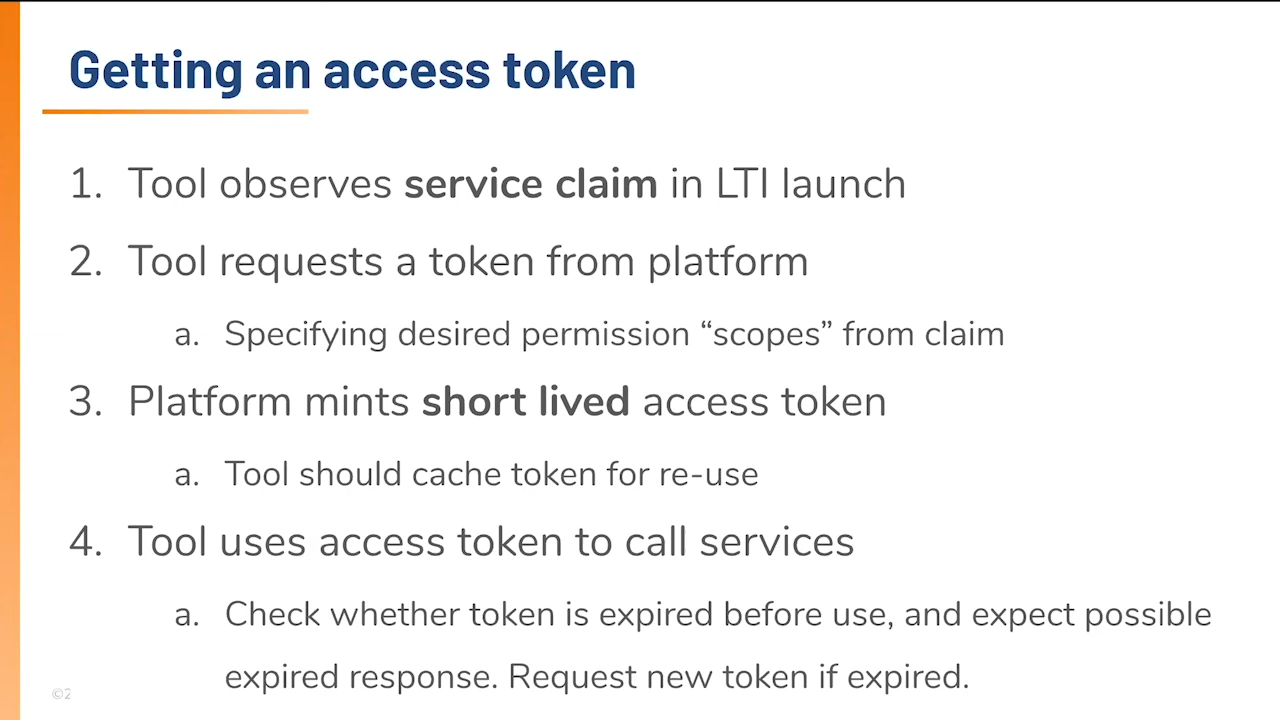 Getting an access token
1. Tool observes service claim in LTI launch
2. Tool requests a token from platform
a. Specifying desired permission “scopes” from claim
3. Platform mints short lived access token
a. Tool should cache token for re-use
4. Tool uses access token to call services
a. Check whether token is expired before use, and expect possible
expired response. Request new token if expired.
©2